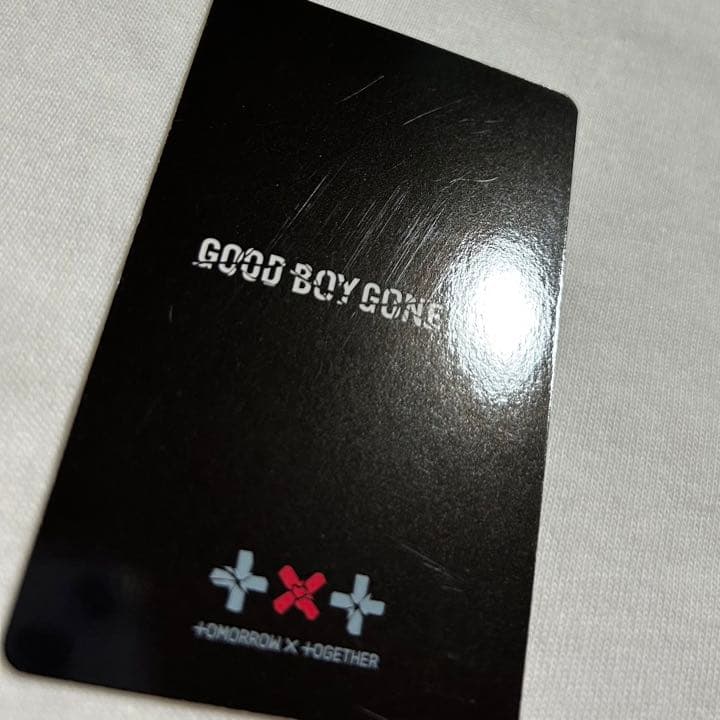 GOOD BOY GONE
+x+
tOMORROW X tOGETHER